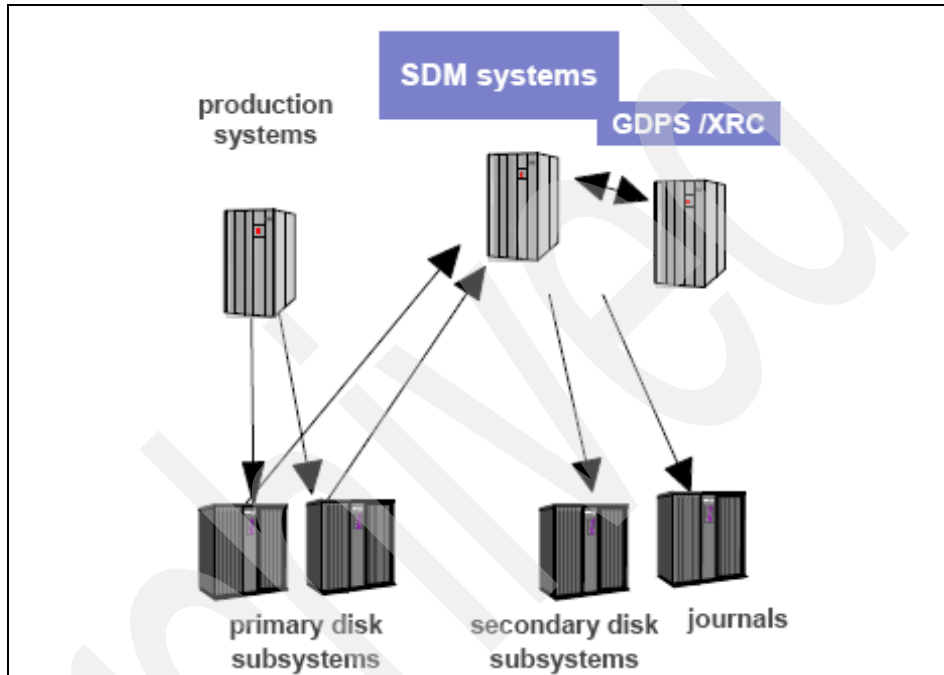 SDM systems
production
systems
GDPS /XRC
primary disk
subsystems
secondary disk
subsystems
journals